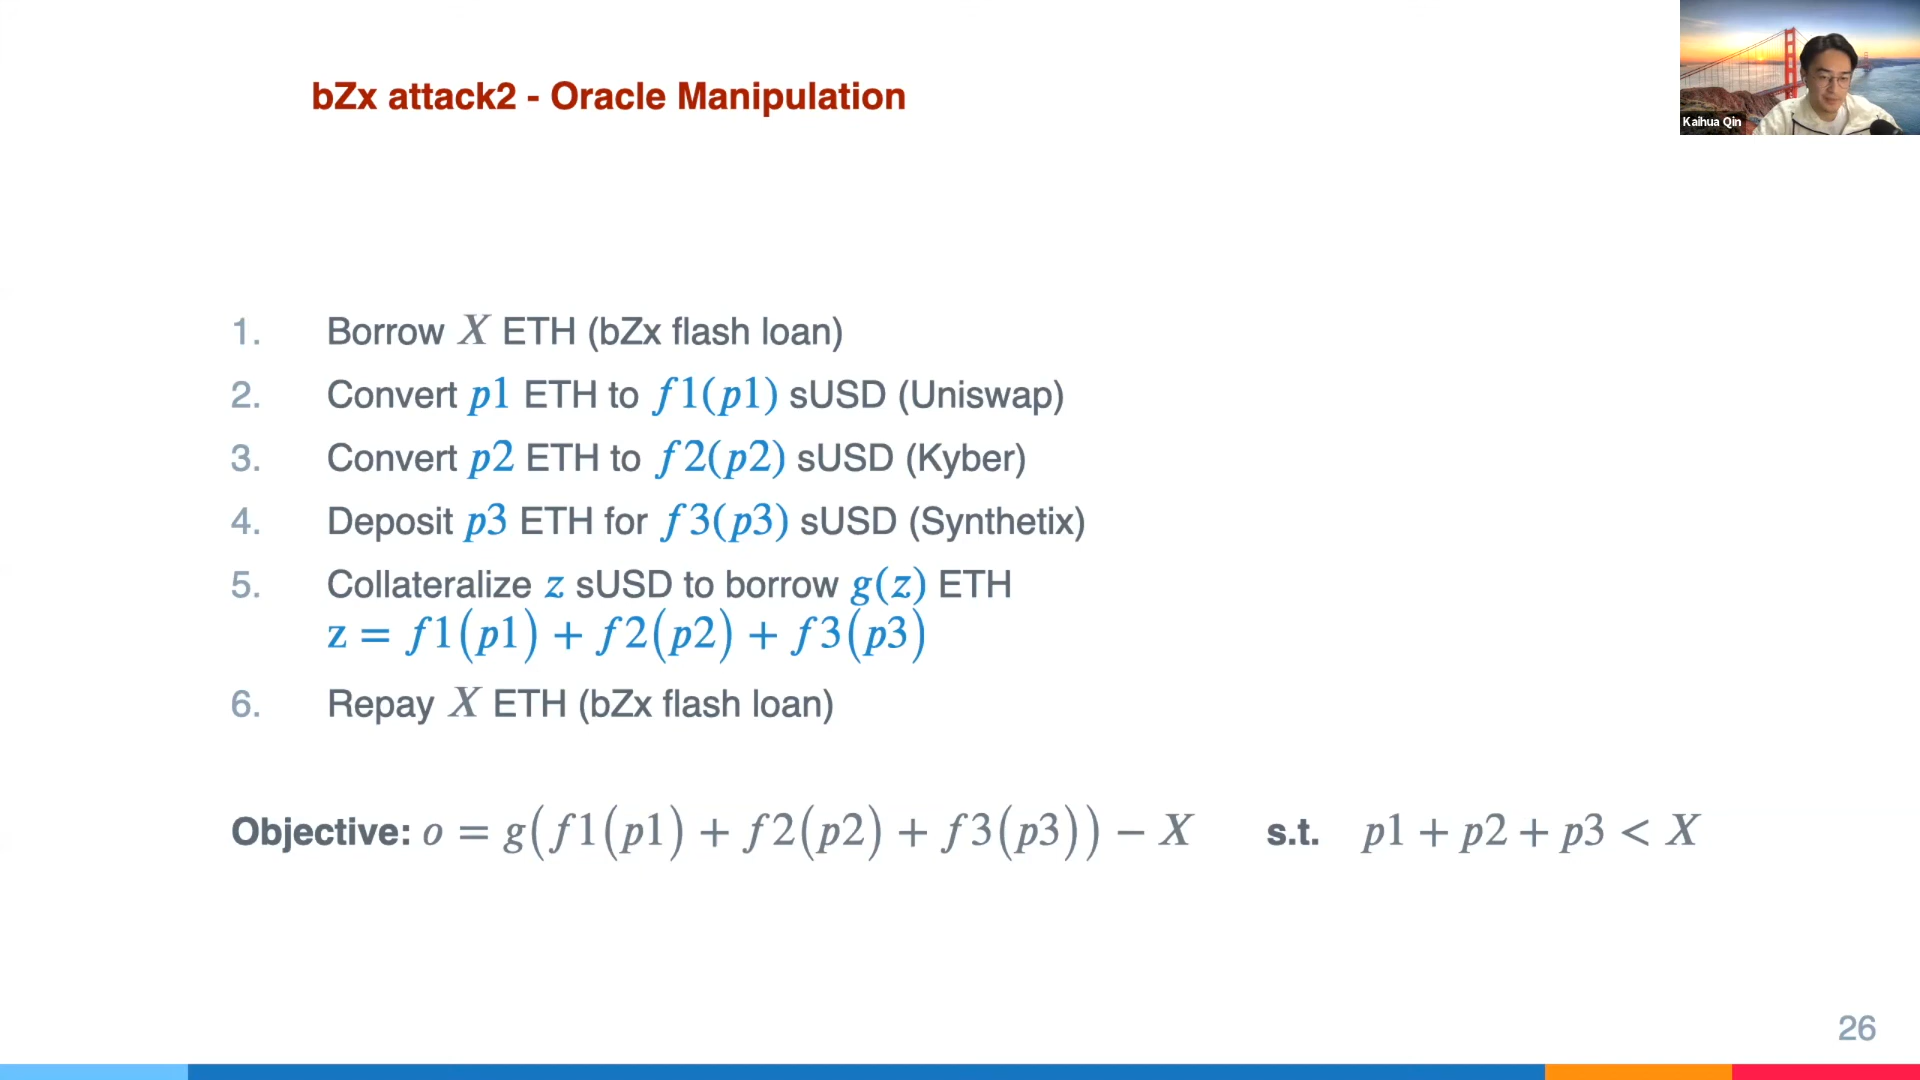 bZx attack2 - Oracle Manipulation
Kaihua Qin
1. Borrow X ETH (bZx flash loan)
2. Convert p1 ETH to f1(p1) sUSD (Uniswap)
3. Convert p2 ETH to f2(p2) sUSD (Kyber)
4. Deposit p3 ETH for f3(p3) sUSD (Synthetix)
5. Collateralize z sUSD to borrow g(z) ETH
z = f1(p1) + f2(p2) + f3(p3)
6. Repay X ETH (bZx flash loan)
Objective: o = g(f1(p1) + f2(p2) + f3(p3)) − X s.t. p1 + p2 + p3 < X
26